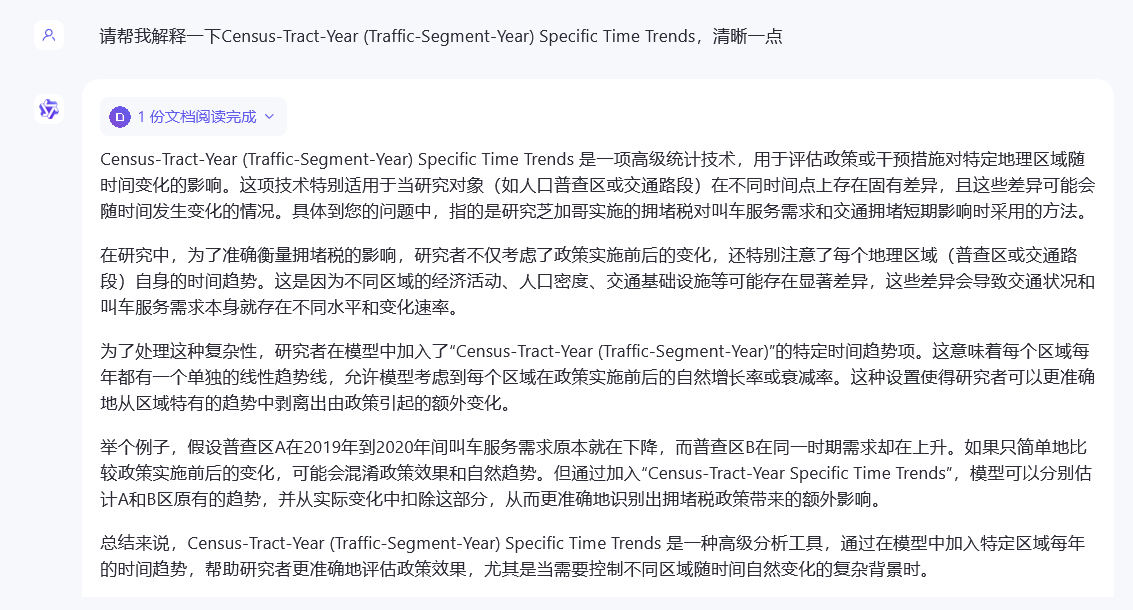 请帮我解释一下Census-Tract-Year (Traffic-Segment-Year) Specific Time Trends，清晰一点
1 份文档阅读完成
Census-Tract-Year (Traffic-Segment-Year) Specific Time Trends 是一项高级统计技术，用于评估政策或干预措施对特定地理区域随
时间变化的影响。这项技术特别适用于当研究对象（如人口普查区或交通路段）在不同时间点上存在固有差异，且这些差异可能会
随时间发生变化的情况。具体到您的问题中，指的是研究芝加哥实施的拥堵税对叫车服务需求和交通拥堵短期影响时采用的方法。
在研究中，为了准确衡量拥堵税的影响，研究者不仅考虑了政策实施前后的变化，还特别注意了每个地理区域（普查区或交通路
段）自身的时间趋势。这是因为不同区域的经济活动、人口密度、交通基础设施等可能存在显著差异，这些差异会导致交通状况和
叫车服务需求本身就存在不同水平和变化速率。
为了处理这种复杂性，研究者在模型中加入了“Census-Tract-Year (Traffic-Segment-Year)”的特定时间趋势项。这意味着每个区域每
年都有一个单独的线性趋势线，允许模型考虑到每个区域在政策实施前后的自然增长率或衰减率。这种设置使得研究者可以更准确
地从区域特有的趋势中剥离出由政策引起的额外变化。
举个例子，假设普查区A在2019年到2020年间叫车服务需求原本就在下降，而普查区B在同一时期需求却在上升。如果只简单地比
较政策实施前后的变化，可能会混淆政策效果和自然趋势。但通过加入“Census-Tract-Year Specific Time Trends”，模型可以分别估
计A和B区原有的趋势，并从实际变化中扣除这部分，从而更准确地识别出拥堵税政策带来的额外影响。
总结来说，Census-Tract-Year (Traffic-Segment-Year) Specific Time Trends 是一种高级分析工具，通过在模型中加入特定区域每年
的时间趋势，帮助研究者更准确地评估政策效果，尤其是当需要控制不同区域随时间自然变化的复杂背景时。